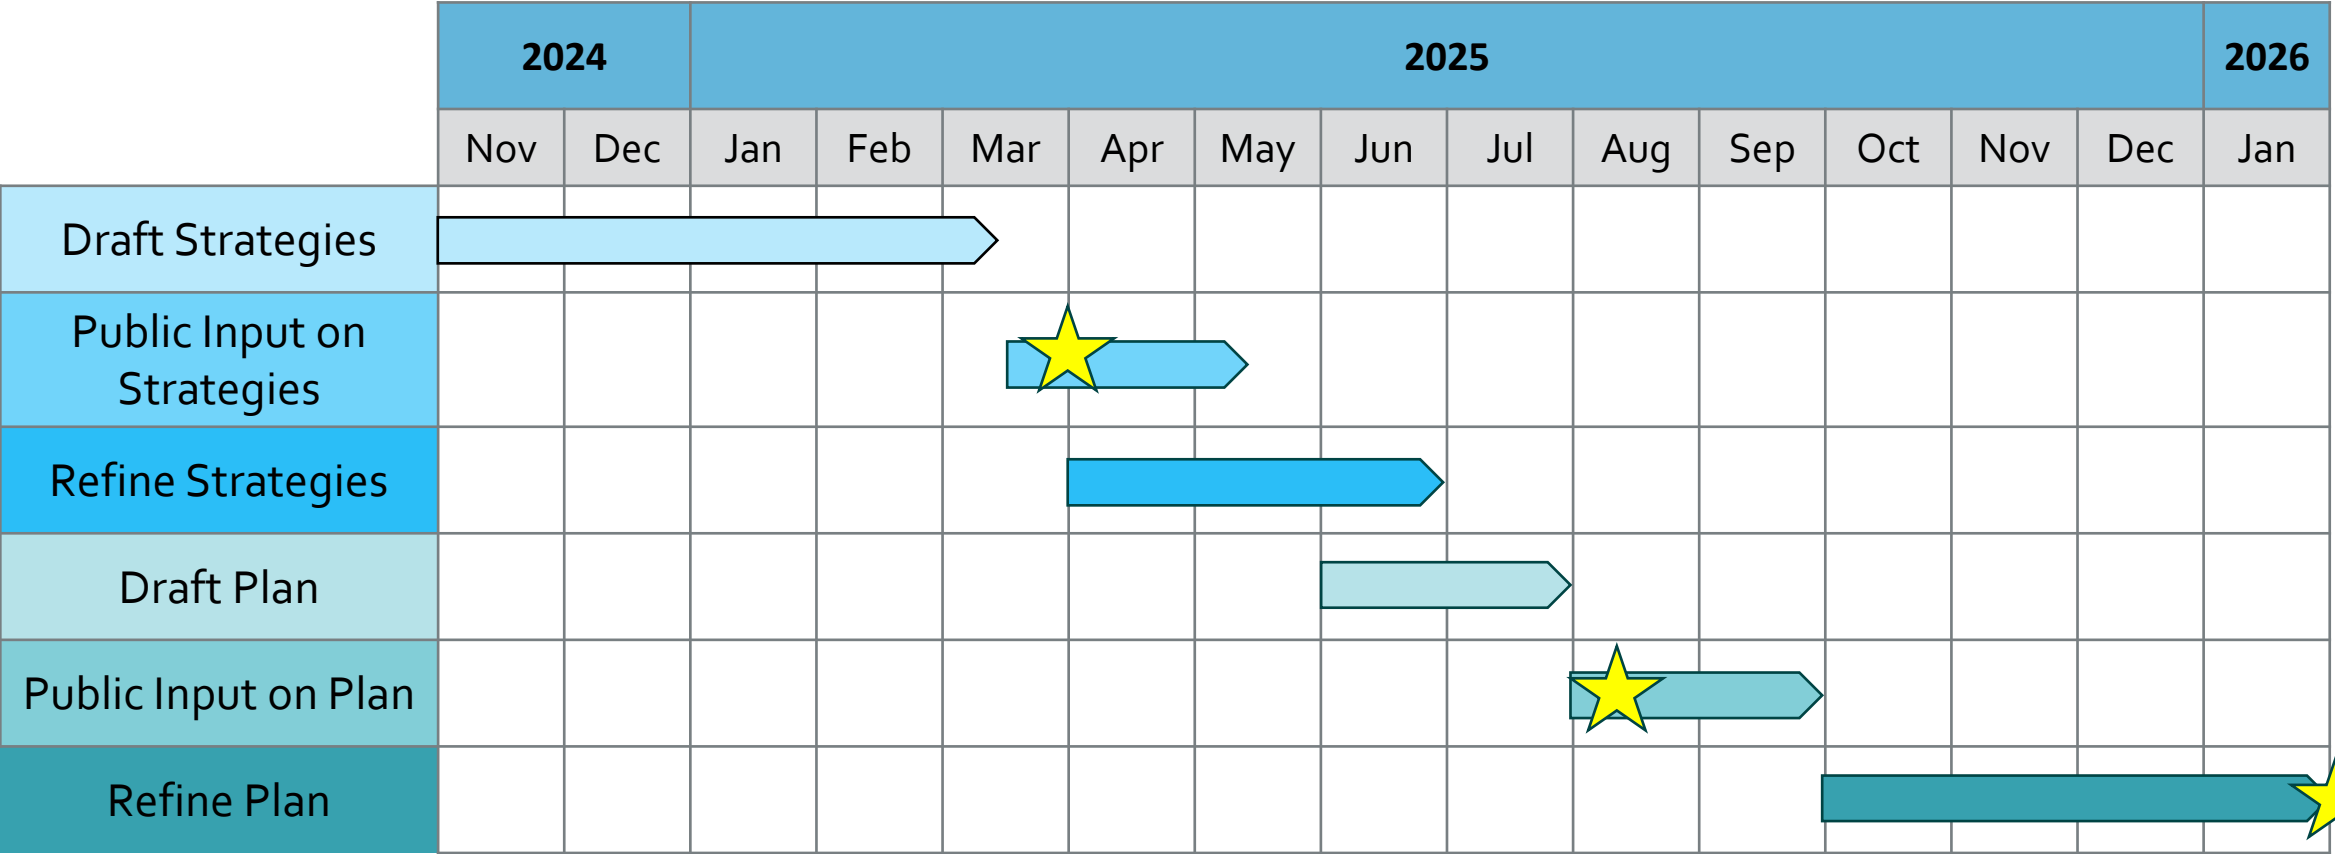 2024 2025 2026
Nov Dec Jan Feb Mar Apr May Jun Jul Aug Sep Oct Nov Dec Jan
Draft Strategies
Public Input on
Strategies
Refine Strategies
Draft Plan
Public Input on Plan
Refine Plan